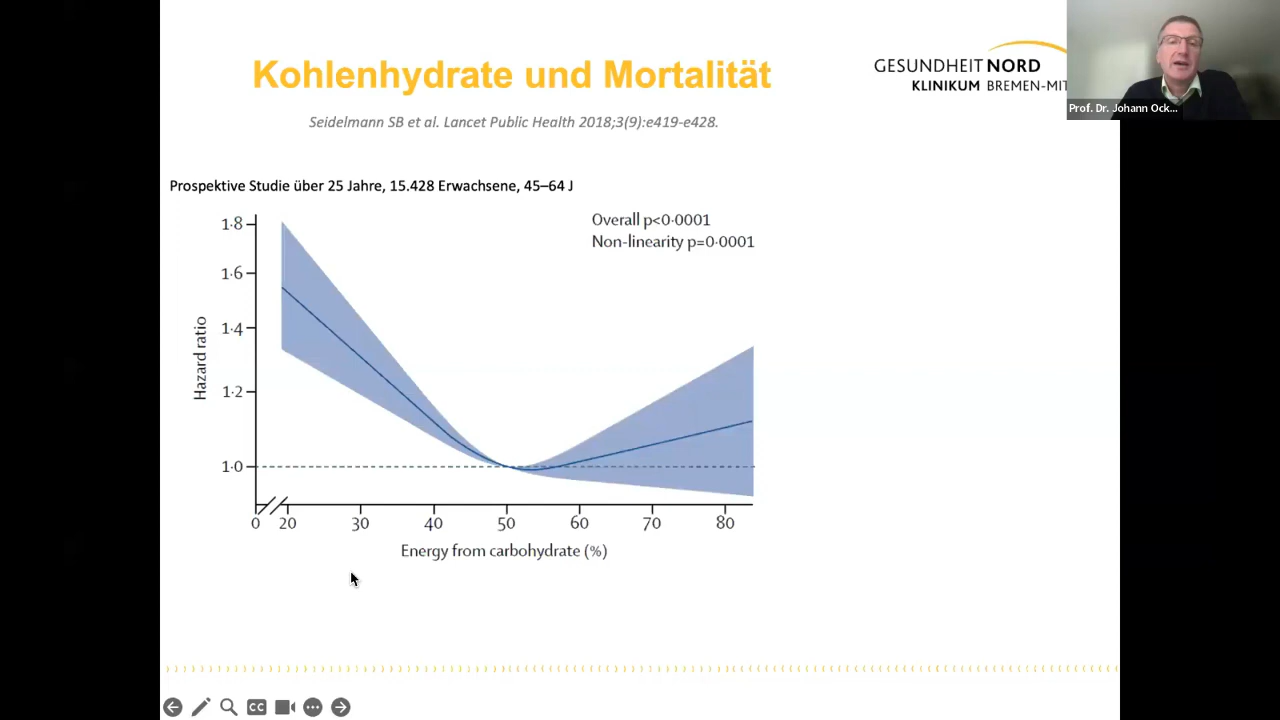 Kohlenhydrate und Mortalität
GESUNDHEIT NORD
KLINIKUM BREMEN-MIT
Prof. Dr. Johann Ock...
Seidelmann SB et al. Lancet Public Health 2018;3(9):e419-e428.
Prospektive Studie über 25 Jahre, 15.428 Erwachsene, 45–64 J
Overall p<0·0001
Non-linearity p=0·0001
Hazard ratio
1·8
1·6
1·4
1·2
1·0
0 20 30 40 50 60 70 80
Energy from carbohydrate (%)
CC